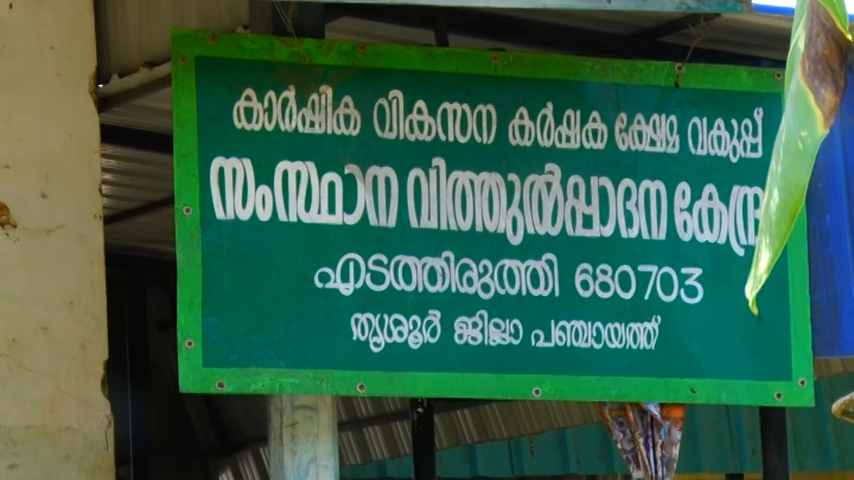 കാർഷിക വികസന കർഷക ക്ഷേമ വകുപ്പ്
സംസ്ഥാന വിത്തുൽപ്പാദന കേന്ദ്ര
എടത്തിരുത്തി 680703
തൃശൂർ ജില്ലാ പഞ്ചായത്ത്